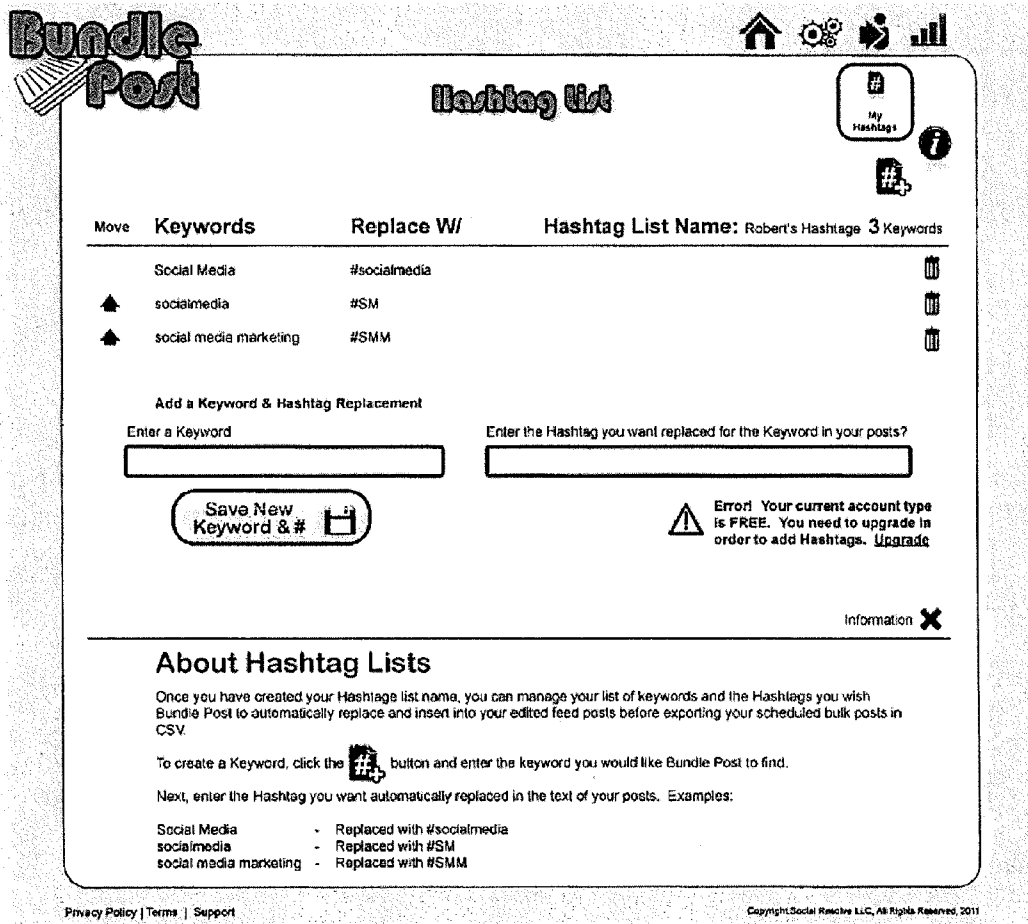 Bundle
Post
Hashtag List
#
My
Hashtags
i
#+
Move Keywords Replace W/ Hashtag List Name: Robert's Hashtage 3 Keywords
Social Media #socialmedia
socialmedia #SM
social media marketing #SMM
Add a Keyword & Hashtag Replacement
Enter a Keyword Enter the Hashtag you want replaced for the Keyword in your posts?
Save New
Keyword & #
Error! Your current account type
is FREE. You need to upgrade in
order to add Hashtags. Upgrade
Information
About Hashtag Lists
Once you have created your Hashtage list name, you can manage your list of keywords and the Hashtags you wish
Bundle Post to automatically replace and insert into your edited feed posts before exporting your scheduled bulk posts in
CSV.
To create a Keyword, click the #+ button and enter the keyword you would like Bundle Post to find.
Next, enter the Hashtag you want automatically replaced in the text of your posts. Examples:
Social Media - Replaced with #socialmedia
socialmedia - Replaced with #SM
social media marketing - Replaced with #SMM
Privacy Policy | Terms | Support Copyright Social Resolve LLC, All Rights Reserved, 2011